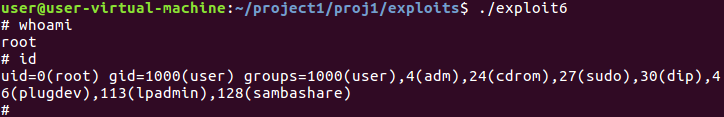 user@user-virtual-machine:~/project1/proj1/exploits$ ./exploit6
# whoami
root
# id
uid=0(root) gid=1000(user) groups=1000(user),4(adm),24(cdrom),27(sudo),30(dip),4
6(plugdev),113(lpadmin),128(sambashare)
#